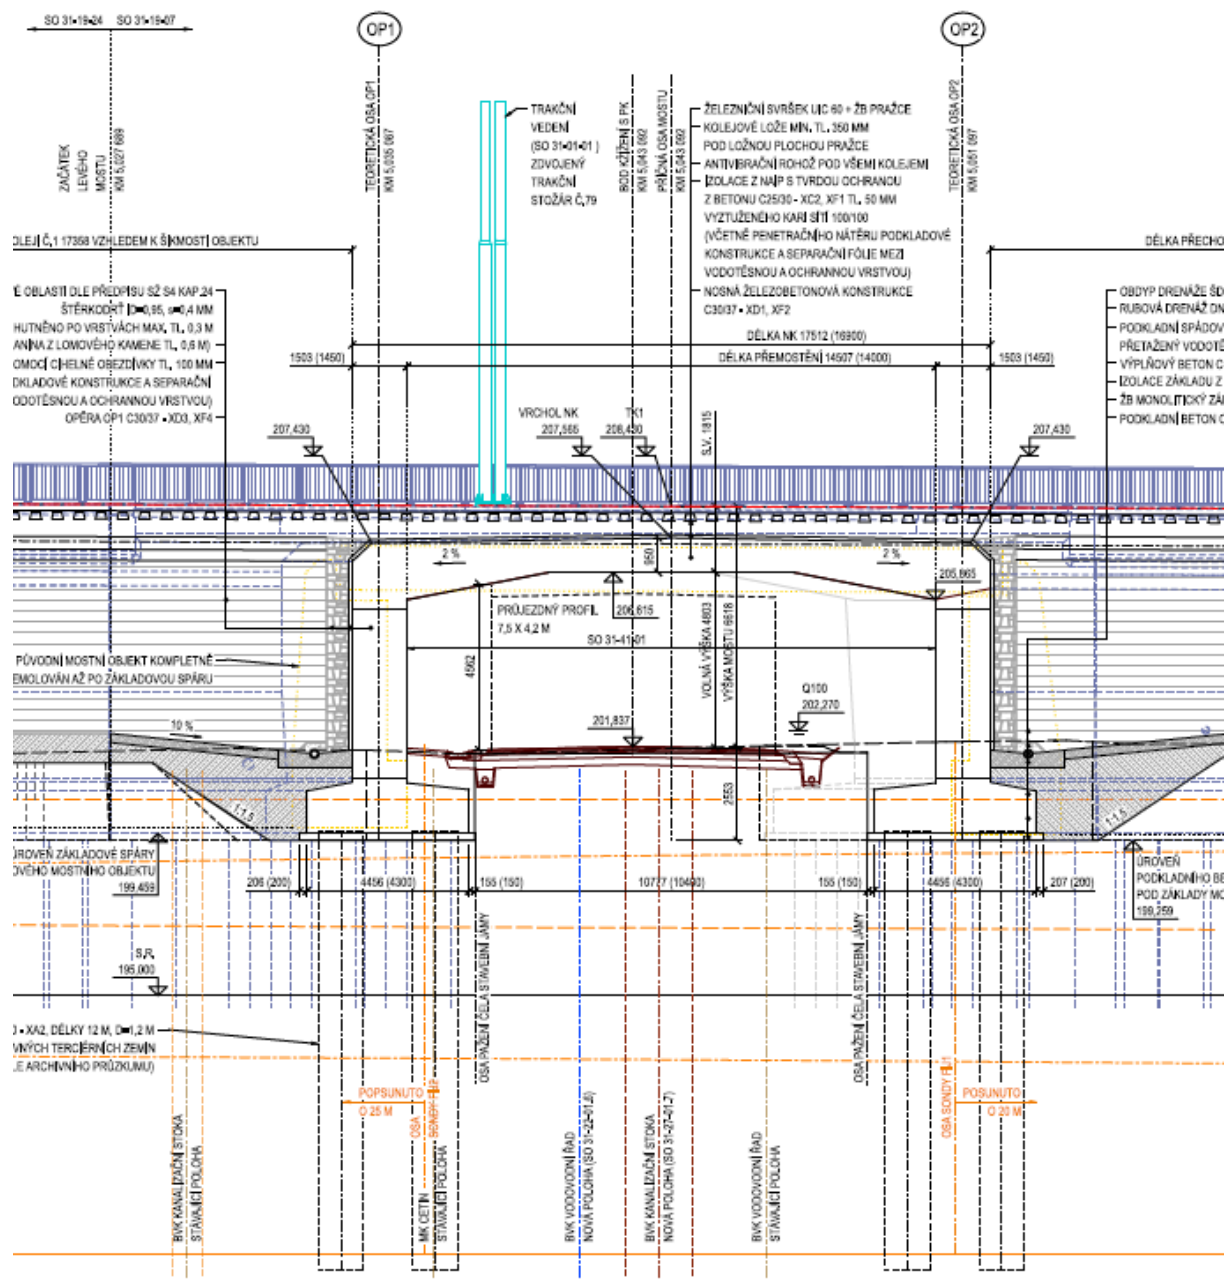 SO 31-19-24 SO 31-19-07
OP1
OP2
ZAČÁTEK
LEVÉHO
MOSTU
KM 5,027 689
TEORETICKÁ OSA OP1
KM 5,035 087
TRAKČNÍ
VEDENÍ
(SO 31-01-01 )
ZDVOJENÝ
TRAKČNÍ
STOŽÁR Č.79
BOD KŽÍŽENÍ S PK
KM 5,043 092
PŘÍČNÁ OSA MOSTU
KM 5,043 092
ŽELEZNIČNÍ SVRŠEK UIC 60 + ŽB PRAŽCE
KOLEJOVÉ LOŽE MIN. TL. 350 MM
POD LOŽNOU PLOCHOU PRAŽCE
ANTIVIBRAČNÍ ROHOŽ POD VŠEMI KOLEJEMI
IZOLACE Z NAIP S TVRDOU OCHRANOU
Z BETONU C25/30 - XC2, XF1 TL. 50 MM
VYZTUŽENÉHO KARI SÍTÍ 100/100
(VČETNĚ PENETRAČNÍHO NÁTĚRU PODKLADOVÉ
KONSTRUKCE A SEPARAČNÍ FÓLIE MEZI
VODOTĚSNOU A OCHRANNOU VRSTVOU)
NOSNÁ ŽELEZOBETONOVÁ KONSTRUKCE
C30/37 - XD1, XF2
TEORETICKÁ OSA OP2
KM 5,051 097
OLEJÍ Č.1 17358 VZHLEDEM K ŠIKMOSTI OBJEKTU
DÉLKA PŘECHO
É OBLASTI DLE PŘEDPISU SŽ S4 KAP.24
ŠTĚRKODRŤ ID=0,95, s=0,4 MM
HUTNĚNO PO VRSTVÁCH MAX. TL. 0,3 M
ANINA Z LOMOVÉHO KAMENE TL. 0,6 M)
OMOCÍ CIHELNÉ OBEZDÍVKY TL. 100 MM
DKLADOVÉ KONSTRUKCE A SEPARAČNÍ
ODOTĚSNOU A OCHRANNOU VRSTVOU)
OPĚRA OP1 C30/37 - XD3, XF4
OBDYP DRENÁŽE ŠD
RUBOVÁ DRENÁŽ DN
PODKLADNÍ SPÁDOV
PŘETAŽENÝ VODOTĚ
VÝPLŇOVÝ BETON C
IZOLACE ZÁKLADU Z
ŽB MONOLITICKÝ ZÁ
PODKLADNÍ BETON C
DÉLKA NK 17512 (16900)
1503 (1450)
DÉLKA PŘEMOSTĚNÍ 14507 (14000)
1503 (1450)
207,430
VRCHOL NK
207,565
TK1
208,430
S.V. 1815
207,430
2 %
950
2 %
205,865
PRŮJEZDNÝ PROFIL
7,5 X 4,2 M
206,615
SO 31-41-01
4562
VOLNÁ VÝŠKA 4803
VÝŠKA MOSTU 6618
PŮVODNÍ MOSTNÍ OBJEKT KOMPLETNĚ
EMOLOVÁN AŽ PO ZÁKLADOVOU SPÁRU
10 %
201,837
Q100
202,270
2553
1:1,5
1:1,5
ÚROVEŇ ZÁKLADOVÉ SPÁRY
OVÉHO MOSTNÍHO OBJEKTU
199,459
206 (200)
4456 (4300)
155 (150)
10777 (10400)
155 (150)
4456 (4300)
207 (200)
ÚROVEŇ
PODKLADNÍHO BE
POD ZÁKLADY MO
199,259
S.R.
195,000
OSA PAŽENÍ ČELA STAVEBNÍ JÁMY
OSA PAŽENÍ ČELA STAVEBNÍ JÁMY
- XA2, DÉLKY 12 M, D=1,2 M
VNÝCH TERCIÉRNÍCH ZEMIN
LE ARCHIVNÍHO PRŮZKUMU)
POPSUNUTO
O 25 M
OSA
POSUNUTO
O 20 M
BVK KANALIZAČNÍ STOKA
STÁVAJÍCÍ POLOHA
MK CETIN
STÁVAJÍCÍ POLOHA
BVK VODOVODNÍ ŘAD
NOVÁ POLOHA (SO 31-22-01.6)
BVK KANALIZAČNÍ STOKA
NOVÁ POLOHA (SO 31-27-01.7)
BVK VODOVODNÍ ŘAD
STÁVAJÍCÍ POLOHA